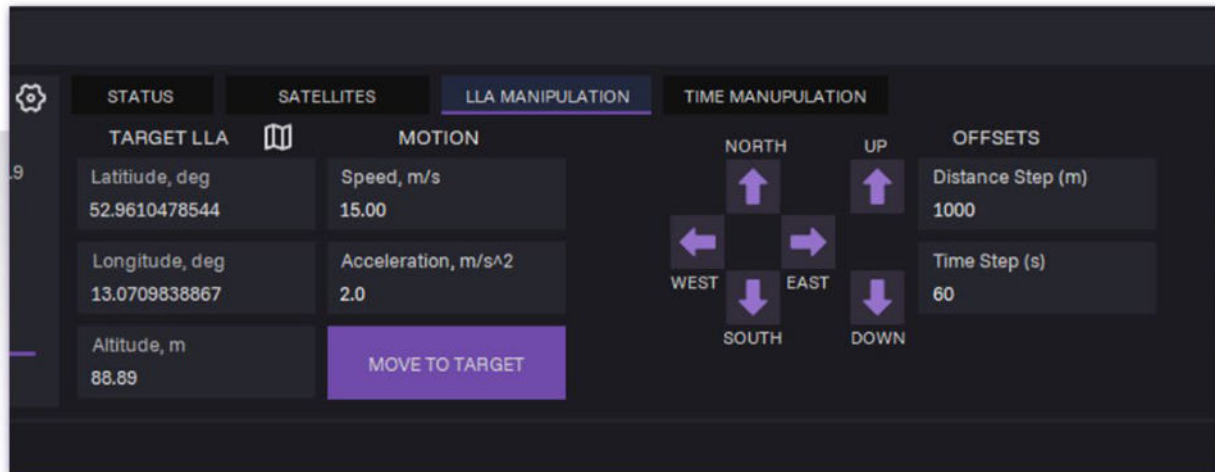 STATUS
SATELLITES
LLA MANIPULATION
TIME MANUPULATION
.9
TARGET LLA
Latitiude, deg
52.9610478544
Longitude, deg
13.0709838867
Altitude, m
88.89
MOTION
Speed, m/s
15.00
Acceleration, m/s^2
2.0
MOVE TO TARGET
NORTH
UP
WEST
EAST
SOUTH
DOWN
OFFSETS
Distance Step (m)
1000
Time Step (s)
60